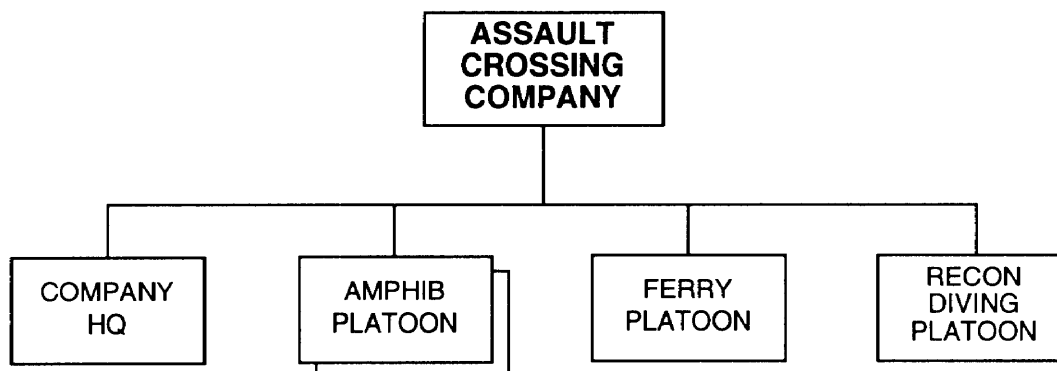 ASSAULT
CROSSING
COMPANY
COMPANY
HQ
AMPHIB
PLATOON
FERRY
PLATOON
RECON
DIVING
PLATOON